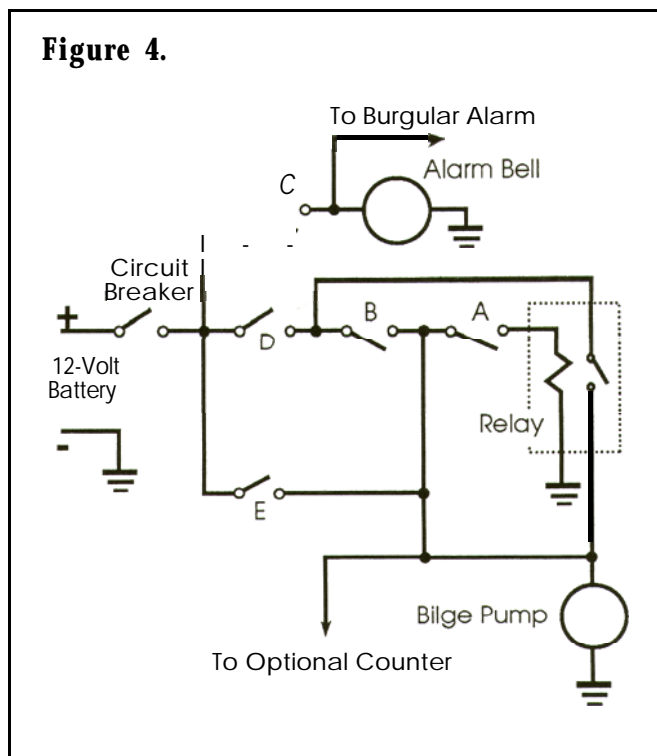 Figure 4.
To Burgular Alarm
Alarm Bell
C
Circuit
Breaker
+
12-Volt
Battery
-
D
B
A
Relay
E
Bilge Pump
To Optional Counter